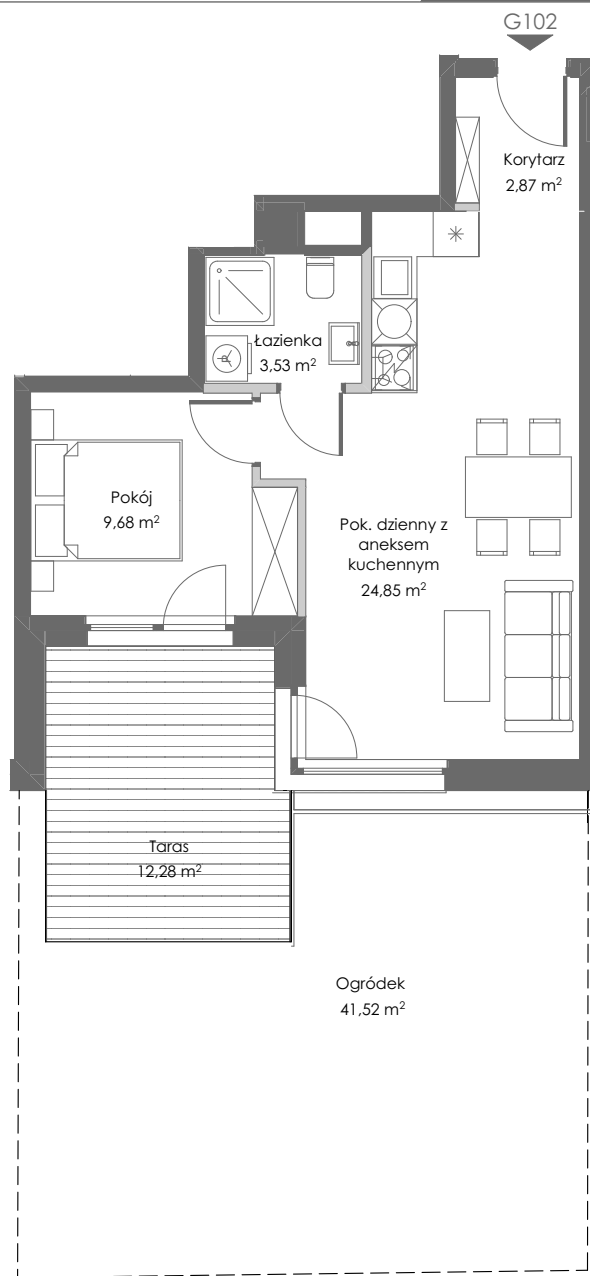 G102
Korytarz
2,87 m²
Łazienka
3,53 m²
Pokój
9,68 m²
Pok. dzienny z
aneksem
kuchennym
24,85 m²
Taras
12,28 m²
Ogródek
41,52 m²